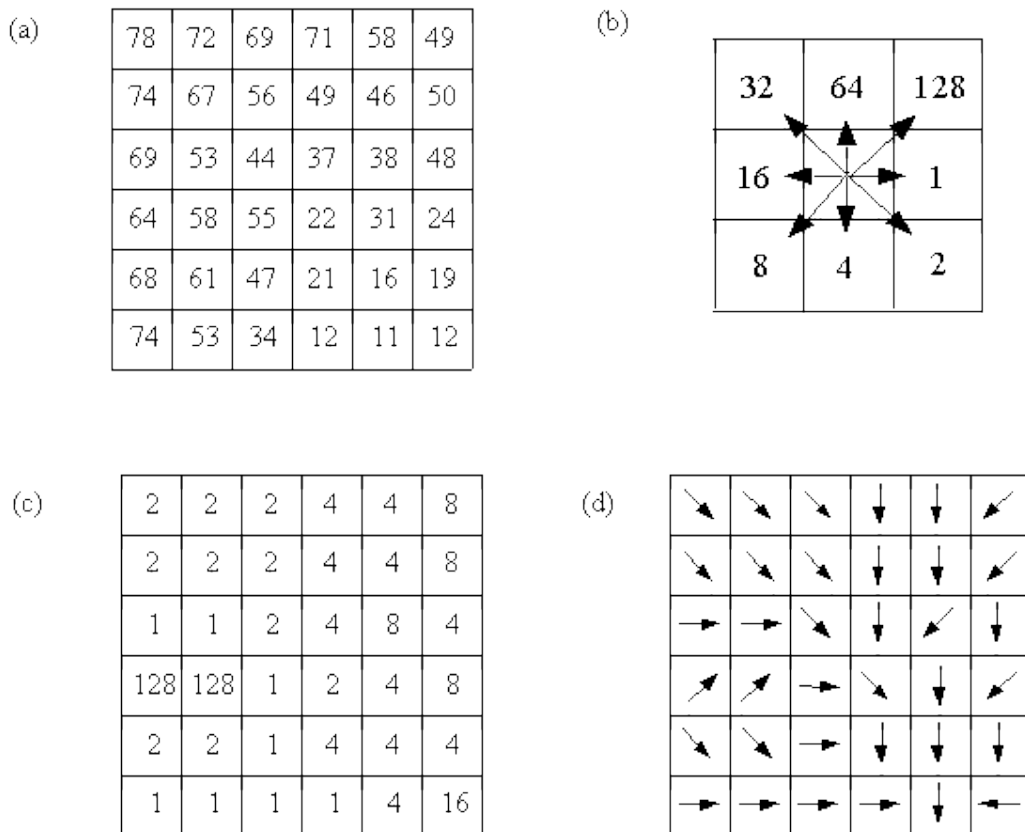 (a)
78 72 69 71 58 49
74 67 56 49 46 50
69 53 44 37 38 48
64 58 55 22 31 24
68 61 47 21 16 19
74 53 34 12 11 12
(b)
32 64 128
16 1
8 4 2
(c)
2 2 2 4 4 8
2 2 2 4 4 8
1 1 2 4 8 4
128 128 1 2 4 8
2 2 1 4 4 4
1 1 1 1 4 16
(d)